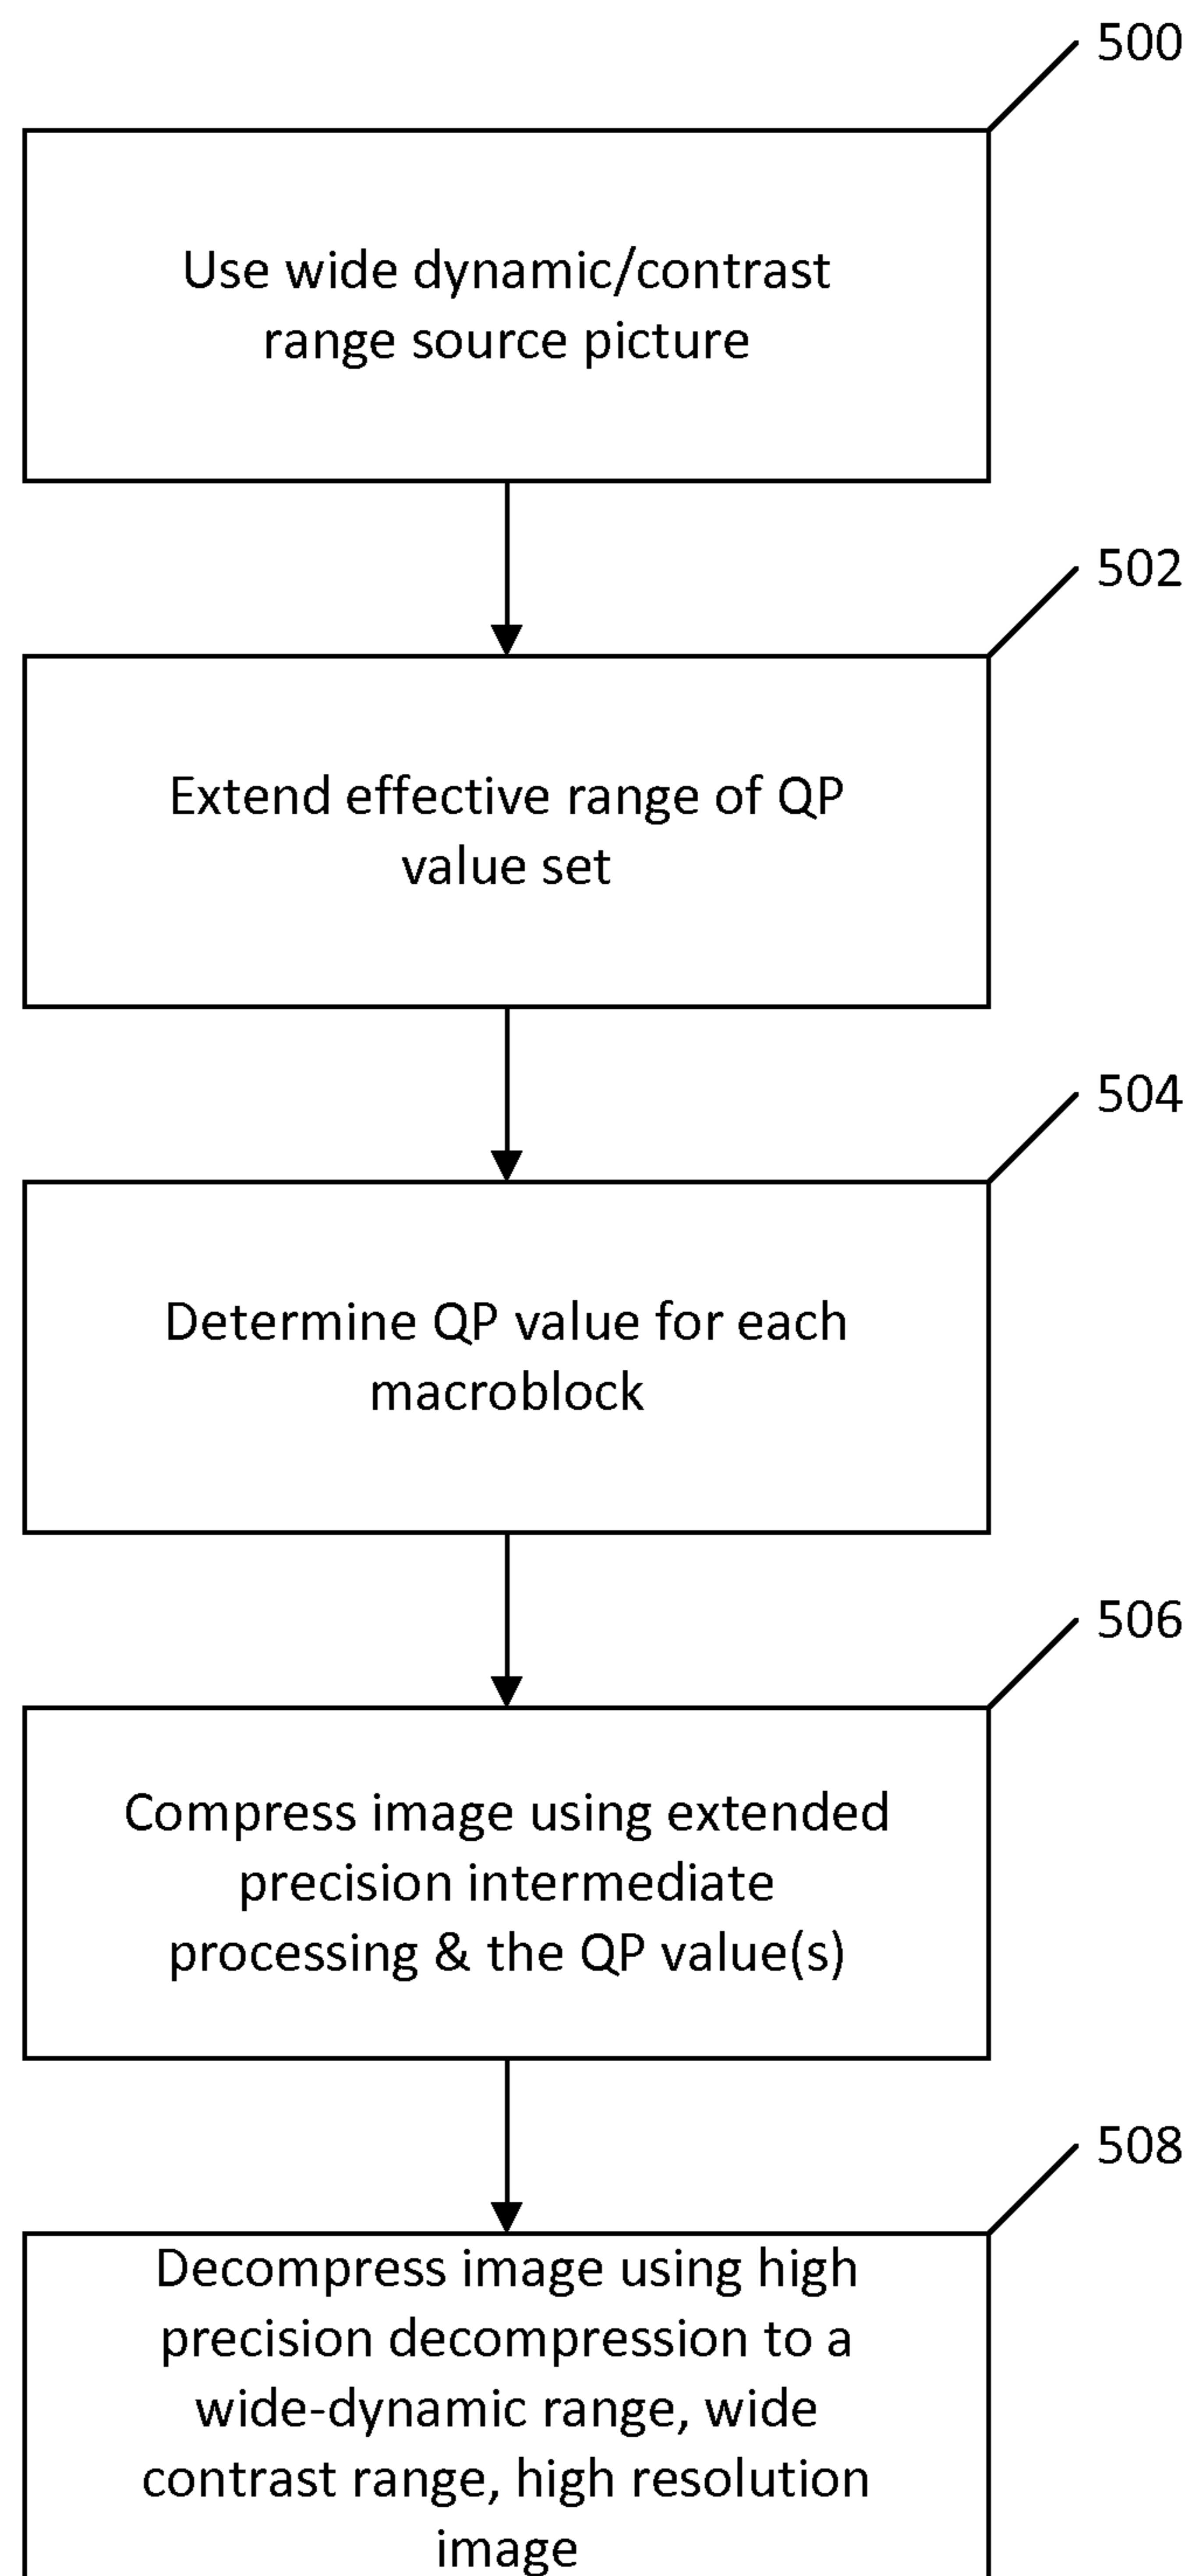 500
Use wide dynamic/contrast
range source picture
502
Extend effective range of QP
value set
504
Determine QP value for each
macroblock
506
Compress image using extended
precision intermediate
processing & the QP value(s)
508
Decompress image using high
precision decompression to a
wide-dynamic range, wide
contrast range, high resolution
image